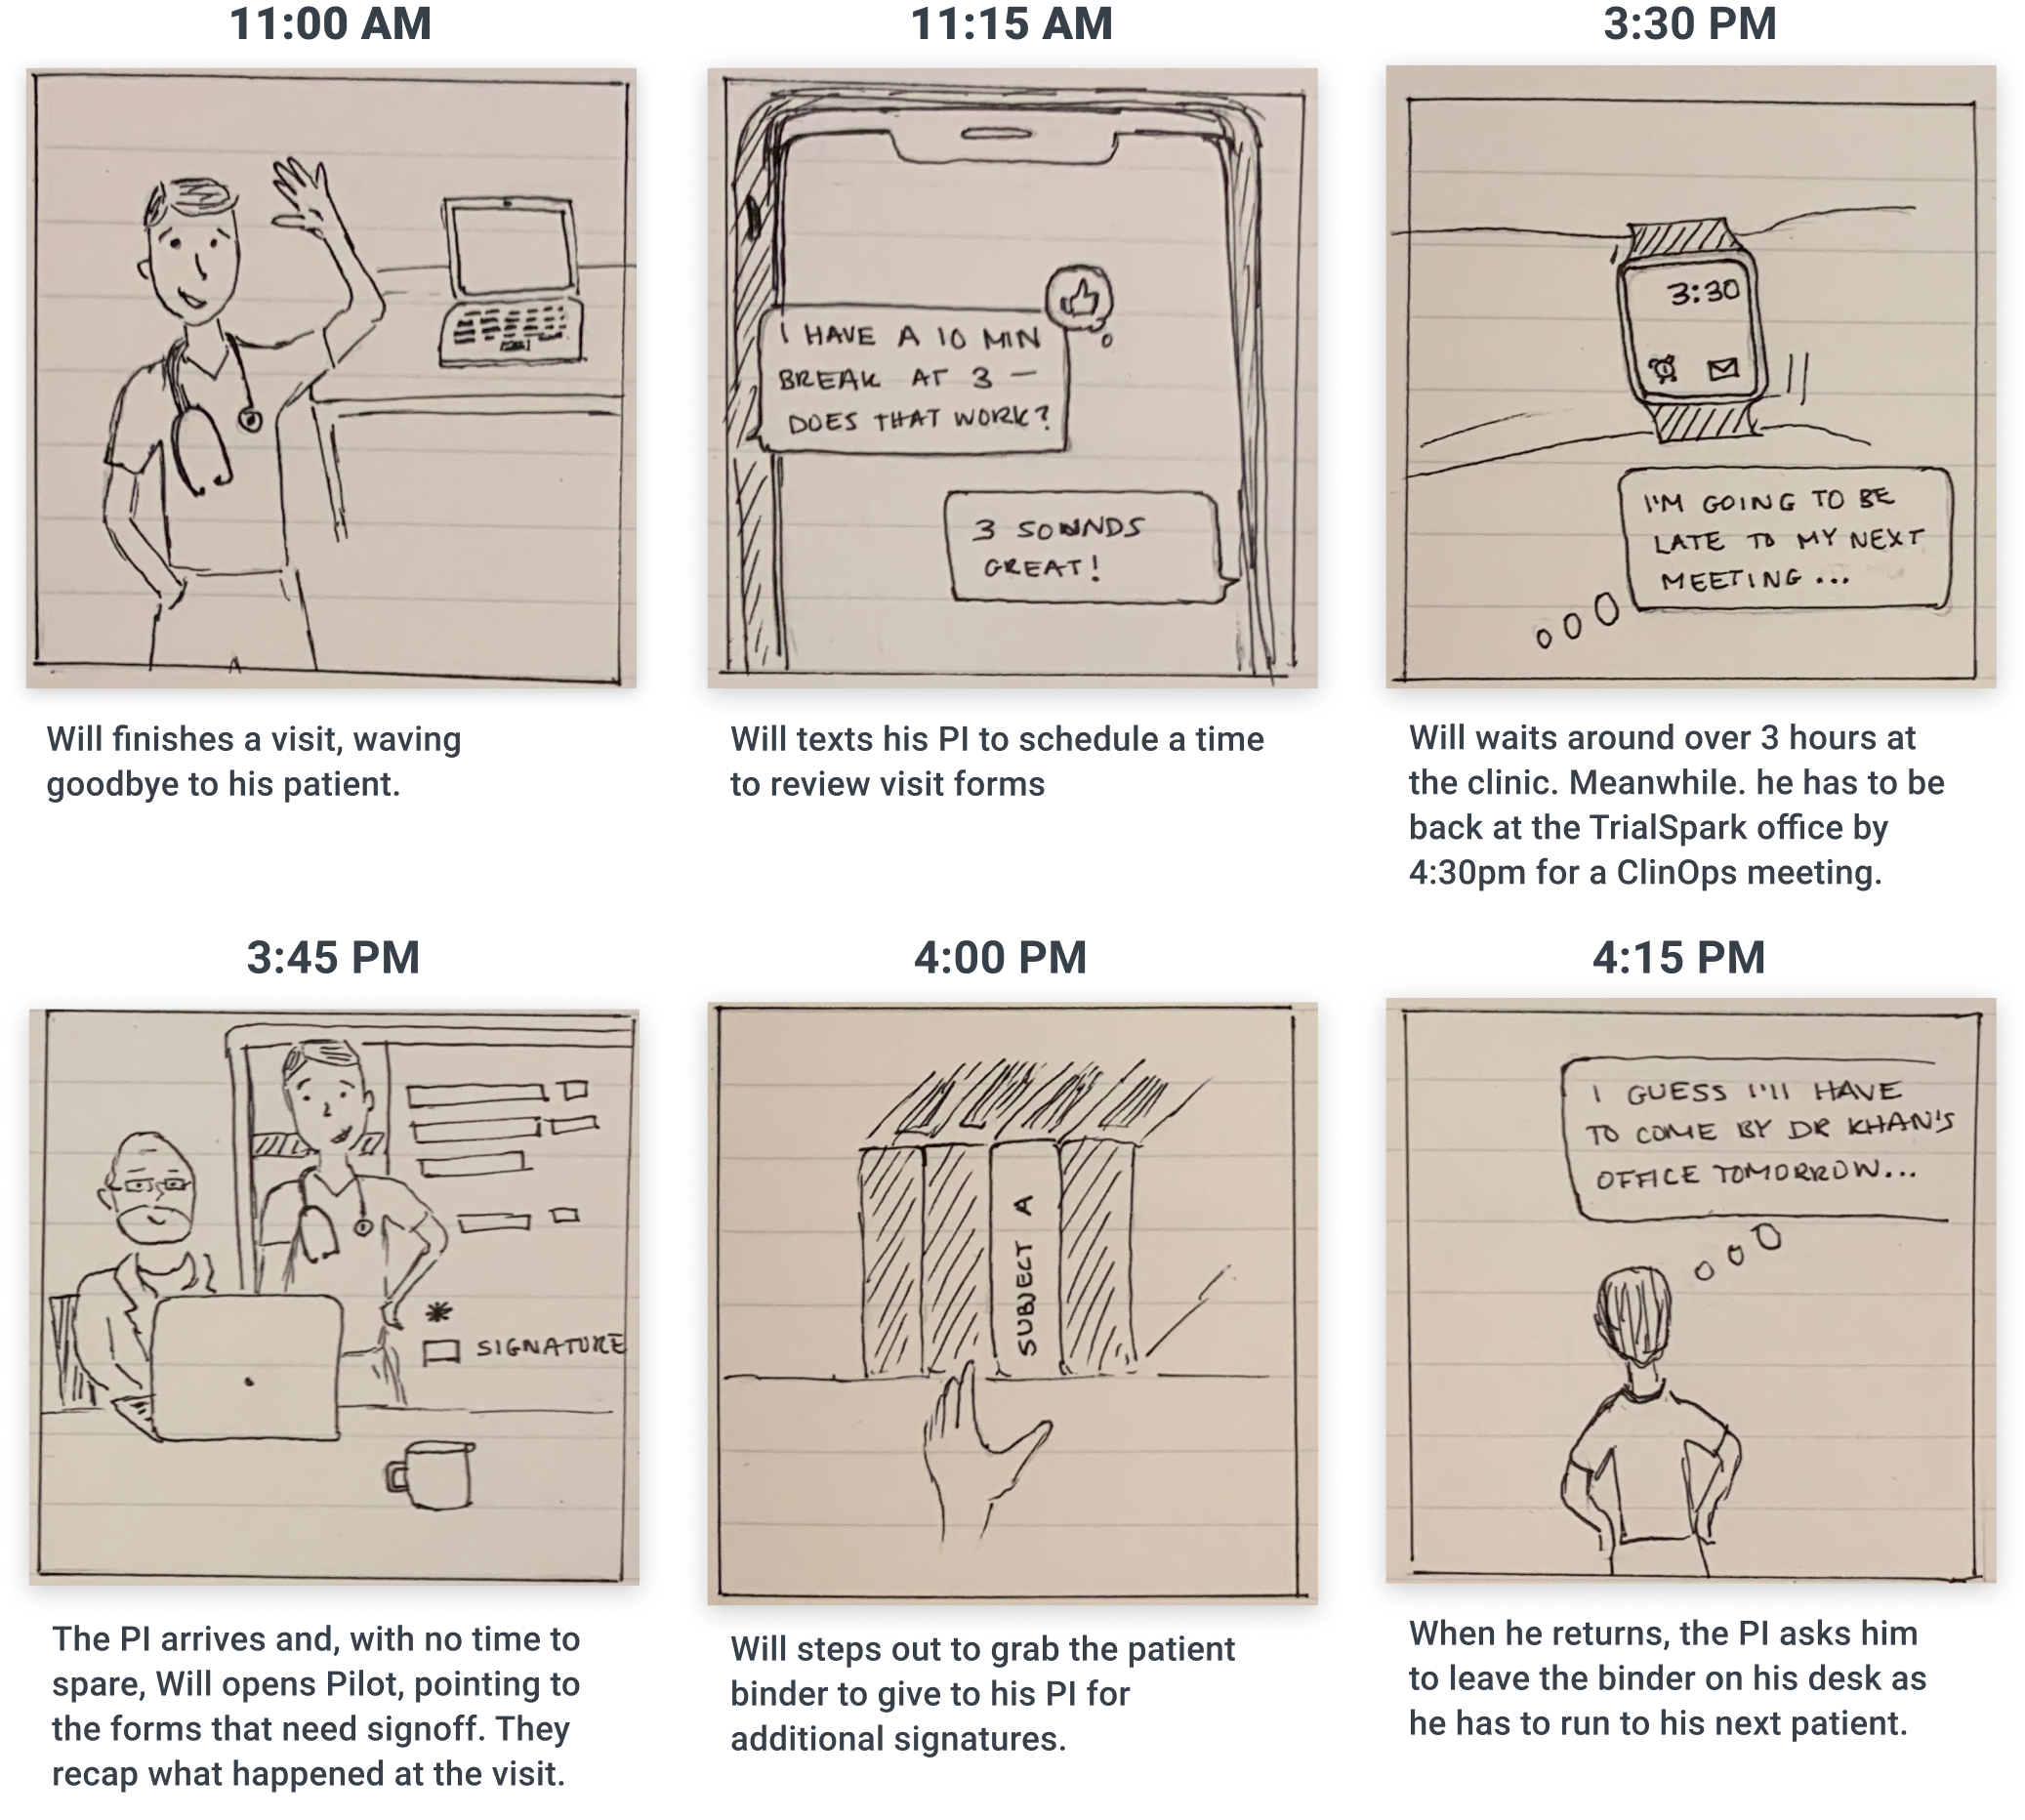 11:00 AM
11:15 AM
3:30 PM
I HAVE A 10 MIN
BREAK AT 3 –
DOES THAT WORK?
3 SOUNDS
GREAT!
3:30
I'M GOING TO BE
LATE TO MY NEXT
MEETING...
Will finishes a visit, waving
goodbye to his patient.
Will texts his PI to schedule a time
to review visit forms
Will waits around over 3 hours at
the clinic. Meanwhile. he has to be
back at the TrialSpark office by
4:30pm for a ClinOps meeting.
3:45 PM
4:00 PM
4:15 PM
* 
SIGNATURE
SUBJECT A
I GUESS I'll HAVE
TO COME BY DR KHAN'S
OFFICE TOMORROW...
The PI arrives and, with no time to
spare, Will opens Pilot, pointing to
the forms that need signoff. They
recap what happened at the visit.
Will steps out to grab the patient
binder to give to his PI for
additional signatures.
When he returns, the PI asks him
to leave the binder on his desk as
he has to run to his next patient.